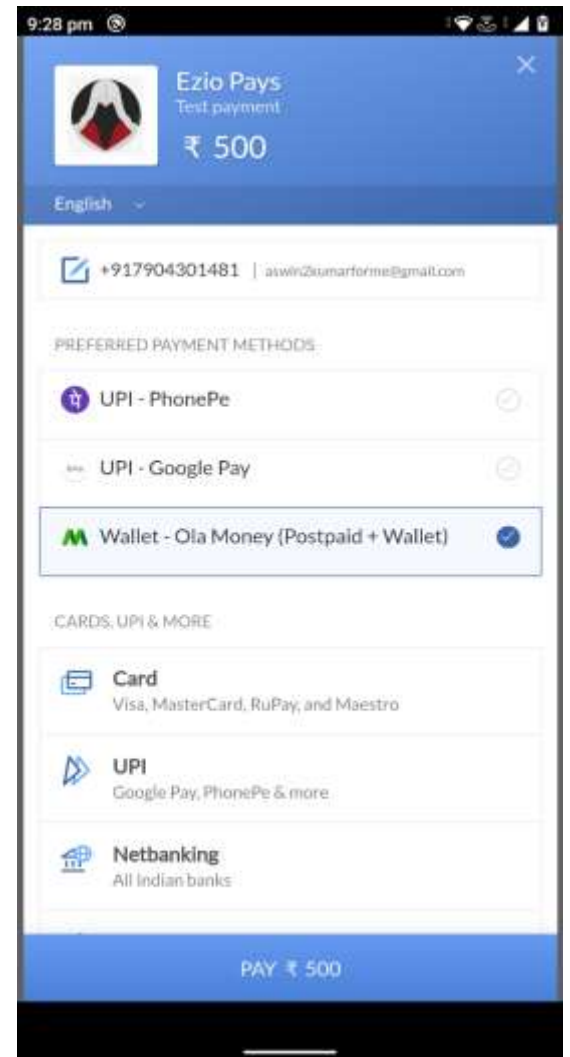 9:28 pm
Ezio Pays
Test payment
₹ 500
English
+917904301481 | aswin2kumarforme@gmail.com
PREFERRED PAYMENT METHODS
पे UPI - PhonePe
UPI - Google Pay
Wallet - Ola Money (Postpaid + Wallet)
CARDS, UPI & MORE
Card
Visa, MasterCard, RuPay, and Maestro
UPI
Google Pay, PhonePe & more
Netbanking
All Indian banks
PAY ₹ 500